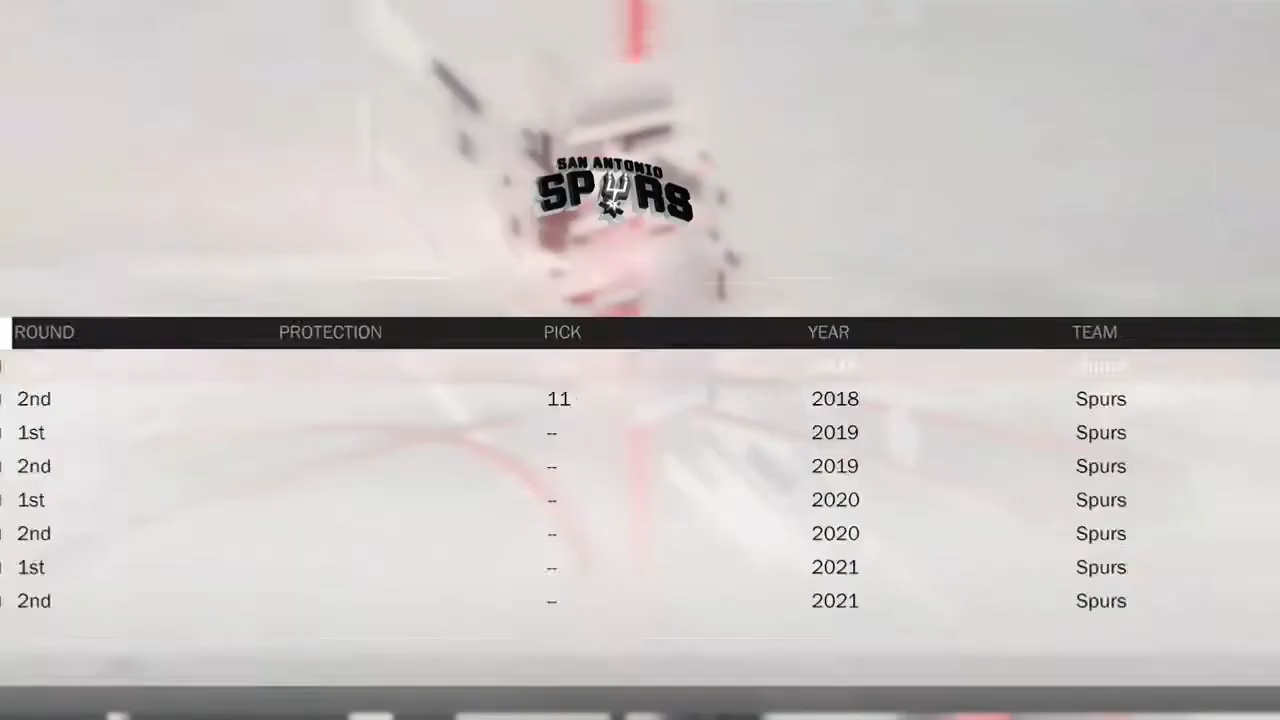 SAN ANTONIO
SPURS
ROUND PROTECTION PICK YEAR TEAM
2nd 11 2018 Spurs
1st -- 2019 Spurs
2nd -- 2019 Spurs
1st -- 2020 Spurs
2nd -- 2020 Spurs
1st -- 2021 Spurs
2nd -- 2021 Spurs